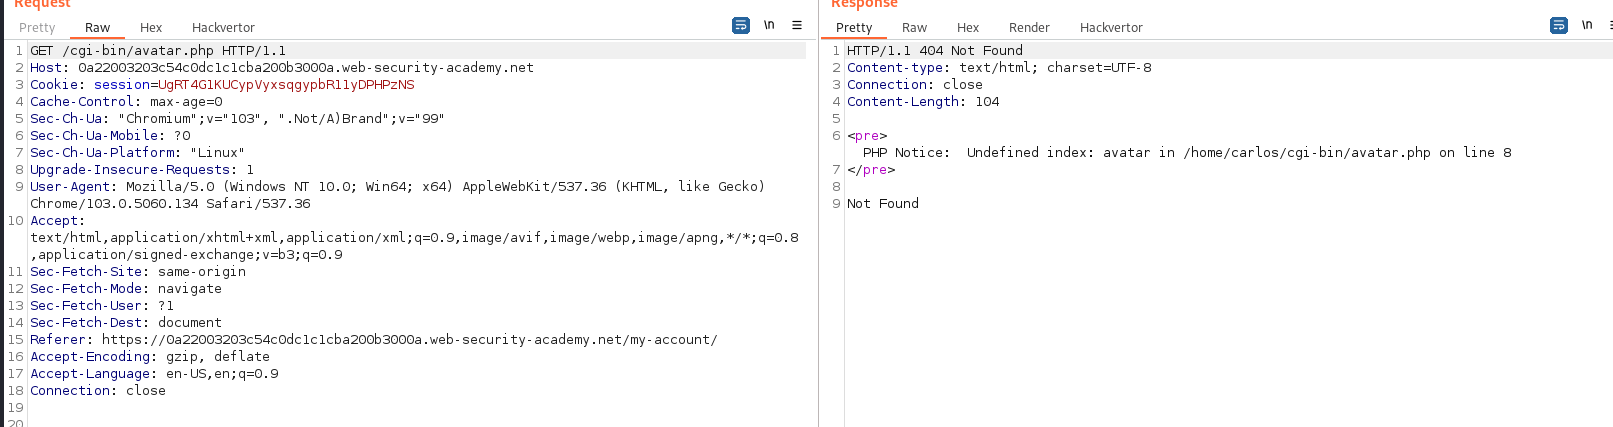 Request
Response
Pretty Raw Hex Hackvertor
\n
Pretty Raw Hex Render Hackvertor
\n
1 GET /cgi-bin/avatar.php HTTP/1.1
2 Host: 0a22003203c54c0dc1c1cba200b3000a.web-security-academy.net
3 Cookie: session=UgRT4G1KUCypVyxsqgypbR11yDPHPzNS
4 Cache-Control: max-age=0
5 Sec-Ch-Ua: "Chromium";v="103", ".Not/A)Brand";v="99"
6 Sec-Ch-Ua-Mobile: ?0
7 Sec-Ch-Ua-Platform: "Linux"
8 Upgrade-Insecure-Requests: 1
9 User-Agent: Mozilla/5.0 (Windows NT 10.0; Win64; x64) AppleWebKit/537.36 (KHTML, like Gecko)
Chrome/103.0.5060.134 Safari/537.36
10 Accept:
text/html,application/xhtml+xml,application/xml;q=0.9,image/avif,image/webp,image/apng,*/*;q=0.8
,application/signed-exchange;v=b3;q=0.9
11 Sec-Fetch-Site: same-origin
12 Sec-Fetch-Mode: navigate
13 Sec-Fetch-User: ?1
14 Sec-Fetch-Dest: document
15 Referer: https://0a22003203c54c0dc1c1cba200b3000a.web-security-academy.net/my-account/
16 Accept-Encoding: gzip, deflate
17 Accept-Language: en-US,en;q=0.9
18 Connection: close
19
20
1 HTTP/1.1 404 Not Found
2 Content-type: text/html; charset=UTF-8
3 Connection: close
4 Content-Length: 104
5
6 <pre>
PHP Notice:  Undefined index: avatar in /home/carlos/cgi-bin/avatar.php on line 8
7 </pre>
8
9 Not Found